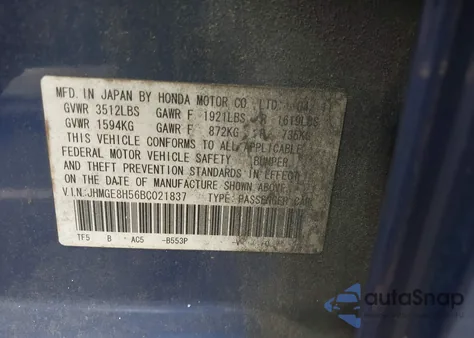 MFD. IN JAPAN BY HONDA MOTOR CO., LTD.
GVWR 3512LBS GAWR F 1921LBS R 1619LBS
GVWR 1594KG GAWR F 872KG 735KG
THIS VEHICLE CONFORMS TO ALL APPLICABLE
FEDERAL MOTOR VEHICLE SAFETY, BUMPER,
AND THEFT PREVENTION STANDARDS IN EFFECT
ON THE DATE OF MANUFACTURE SHOWN ABOVE.
V.I.N.:JHMGE8H56BC021837 TYPE: PASSENGER CAR
TF5 B AC5 -B553P
autoSnap